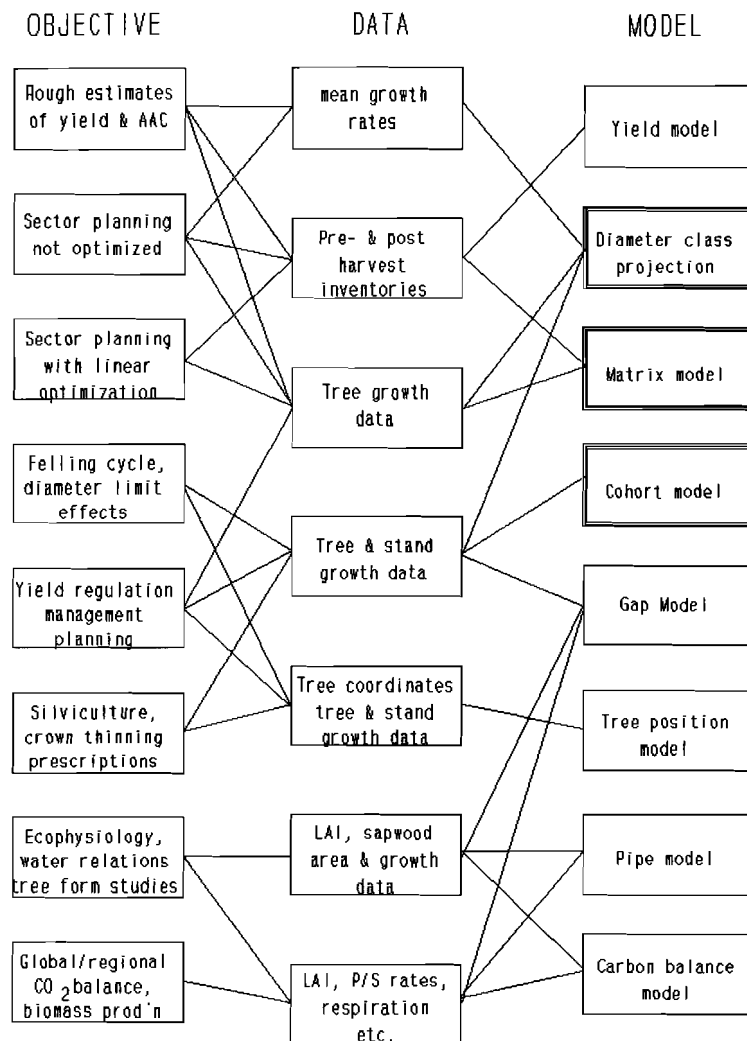 OBJECTIVE
DATA
MODEL
Rough estimates
of yield & AAC
Sector planning
not optimized
Sector planning
with linear
optimization
Felling cycle,
diameter limit
effects
Yield regulation
management
planning
Silviculture,
crown thinning
prescriptions
Ecophysiology,
water relations
tree form studies
Global/regional
CO2 balance,
biomass prod'n
mean growth
rates
Pre- & post
harvest
inventories
Tree growth
data
Tree & stand
growth data
Tree coordinates
tree & stand
growth data
LAI, sapwood
area & growth
data
LAI, P/S rates,
respiration
etc.
Yield model
Diameter class
projection
Matrix model
Cohort model
Gap Model
Tree position
model
Pipe model
Carbon balance
model